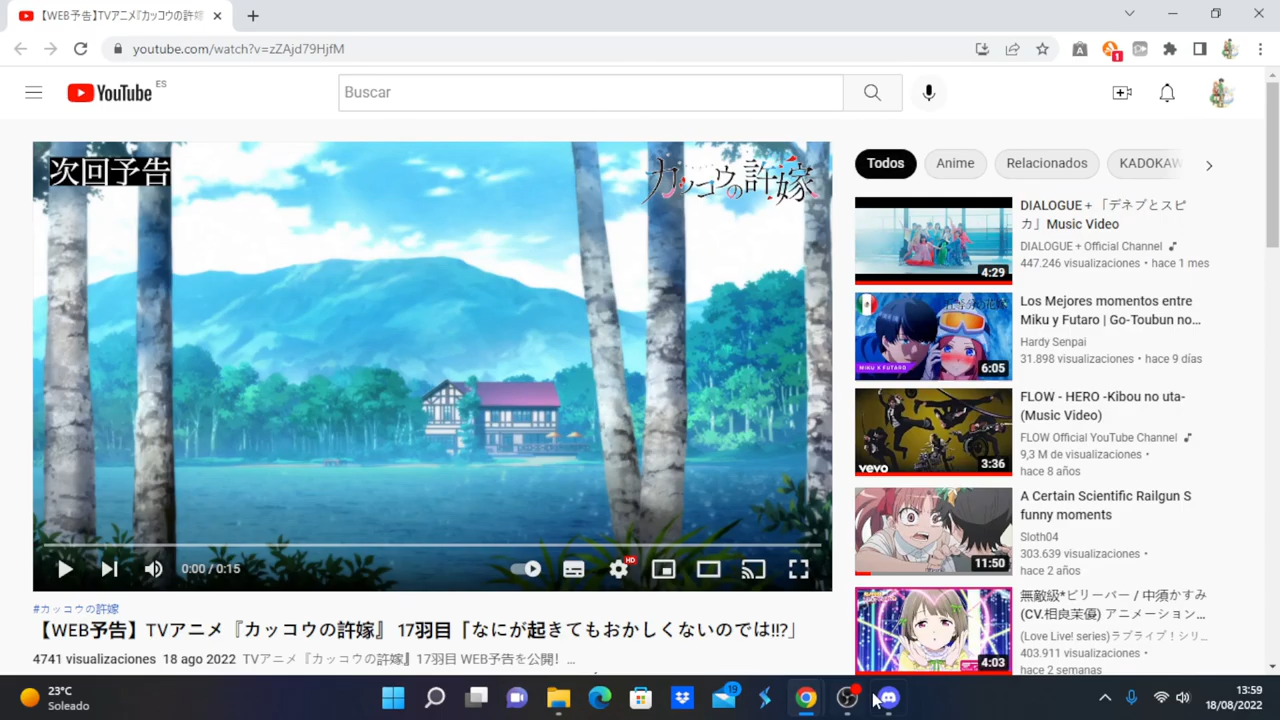 【WEB予告】TVアニメ『カッコウの許嫁
youtube.com/watch?v=zZAjd79HjfM
1
YouTube ES
Buscar
次回予告
カッコウの許嫁
0:00 / 0:15
HD
#カッコウの許嫁
【WEB予告】TVアニメ『カッコウの許嫁』 17羽目「なにが起きてもおかしくないのでは!!?」
4741 visualizaciones 18 ago 2022 TVアニメ『カッコウの許嫁』17羽目 WEB予告を公開! ...
Todos Anime Relacionados KADOKAW
DIALOGUE+「デネブとスピ
カ」Music Video
DIALOGUE+ Official Channel
447.246 visualizaciones • hace 1 mes
4:29
Los Mejores momentos entre
Miku y Futaro | Go-Toubun no...
Hardy Senpai
31.898 visualizaciones • hace 9 días
MIKU X FUTARO
6:05
FLOW - HERO -Kibou no uta-
(Music Video)
FLOW Official YouTube Channel
9,3 M de visualizaciones •
hace 8 años
vevo
3:36
A Certain Scientific Railgun S
funny moments
Sloth04
303.639 visualizaciones •
hace 2 años
11:50
無敵級*ビリーバー / 中須かすみ
(CV.相良茉優) アニメーション...
(Love Live! series)ラブライブ!シリ...
403.911 visualizaciones •
hace 2 semanas
4:03
23°C
Soleado
19
13:59
18/08/2022